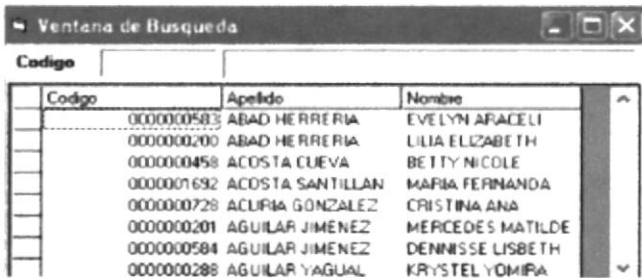 Ventana de Busqueda
Codigo
Codigo Apellido Nombre
0000000583 ABAD HERRERIA EVELYN ARACELI
0000000200 ABAD HERRERIA LILIA ELIZABETH
0000000458 ACOSTA CUEVA BETTY NICOLE
0000001692 ACOSTA SANTILLAN MARIA FERNANDA
0000000728 ACURIA GONZALEZ CRISTINA ANA
0000000201 AGUILAR JIMENEZ MERCEDES MATILDE
0000000584 AGUILAR JIMENEZ DENNISSE LISBETH
0000000288 AGUILAR YAGUAL KRYSTEL YOMIRA